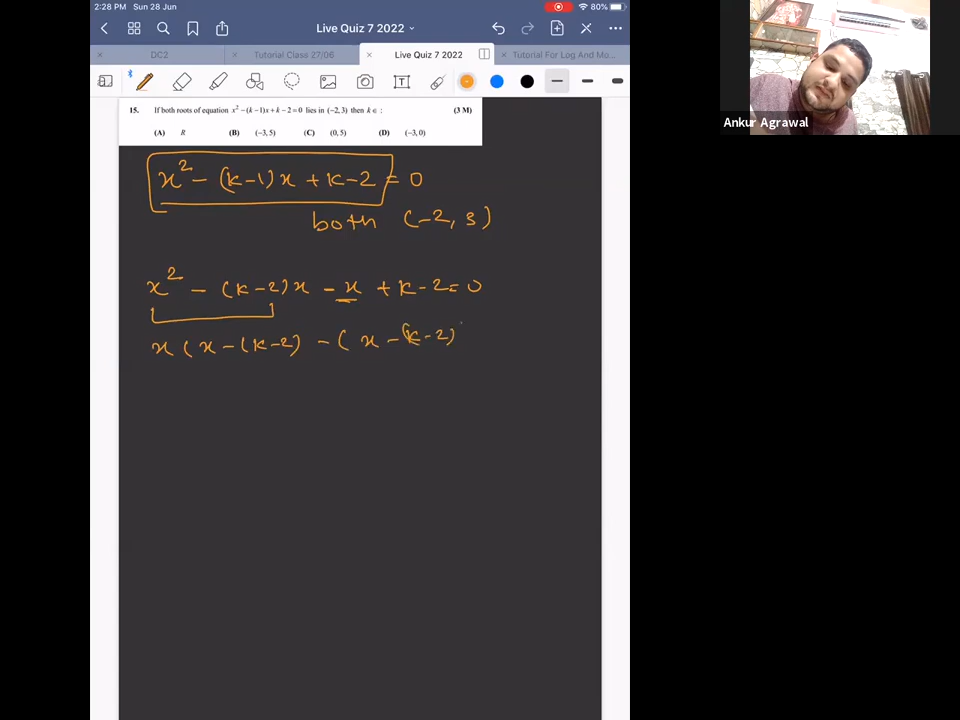 2:28 PM Sun 28 Jun
80%
Live Quiz 7 2022
DC2
Tutorial Class 27/06
Live Quiz 7 2022
Tutorial For Log And Mo...
T
Ankur Agrawal
15. If both roots of equation x² − (k − 1)x + k − 2 = 0 lies in (−2, 3) then k ∈ : (3 M)
(A) R (B) (−3, 5) (C) (0, 5) (D) (−3, 0)
x² − (k−1)x + k−2 = 0
both (−2, 3)
x² − (k−2)x − x + k−2 = 0
x(x − (k−2) − (x − (k−2)